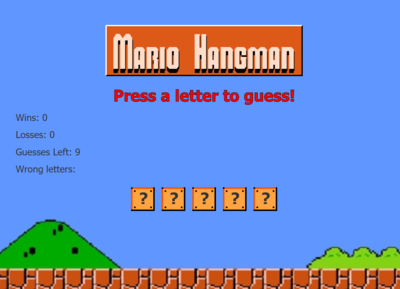 Mario Hangman
Press a letter to guess!
Wins: 0
Losses: 0
Guesses Left: 9
Wrong letters:
? ? ? ? ?